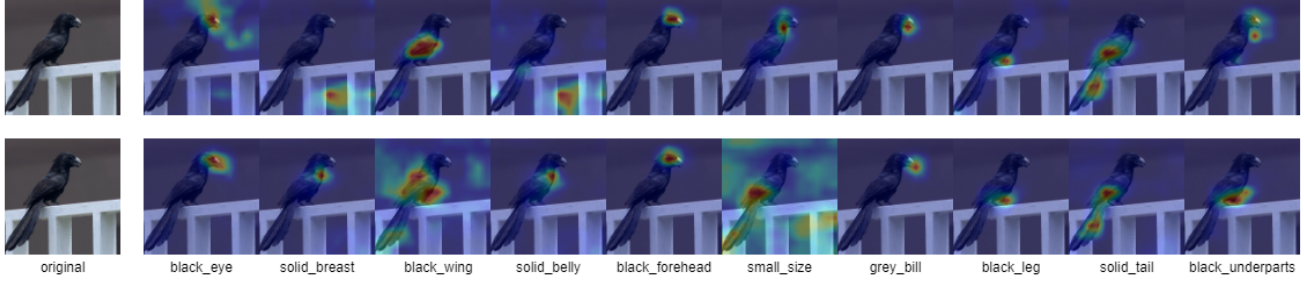 original black_eye solid_breast black_wing solid_belly black_forehead small_size grey_bill black_leg solid_tail black_underparts